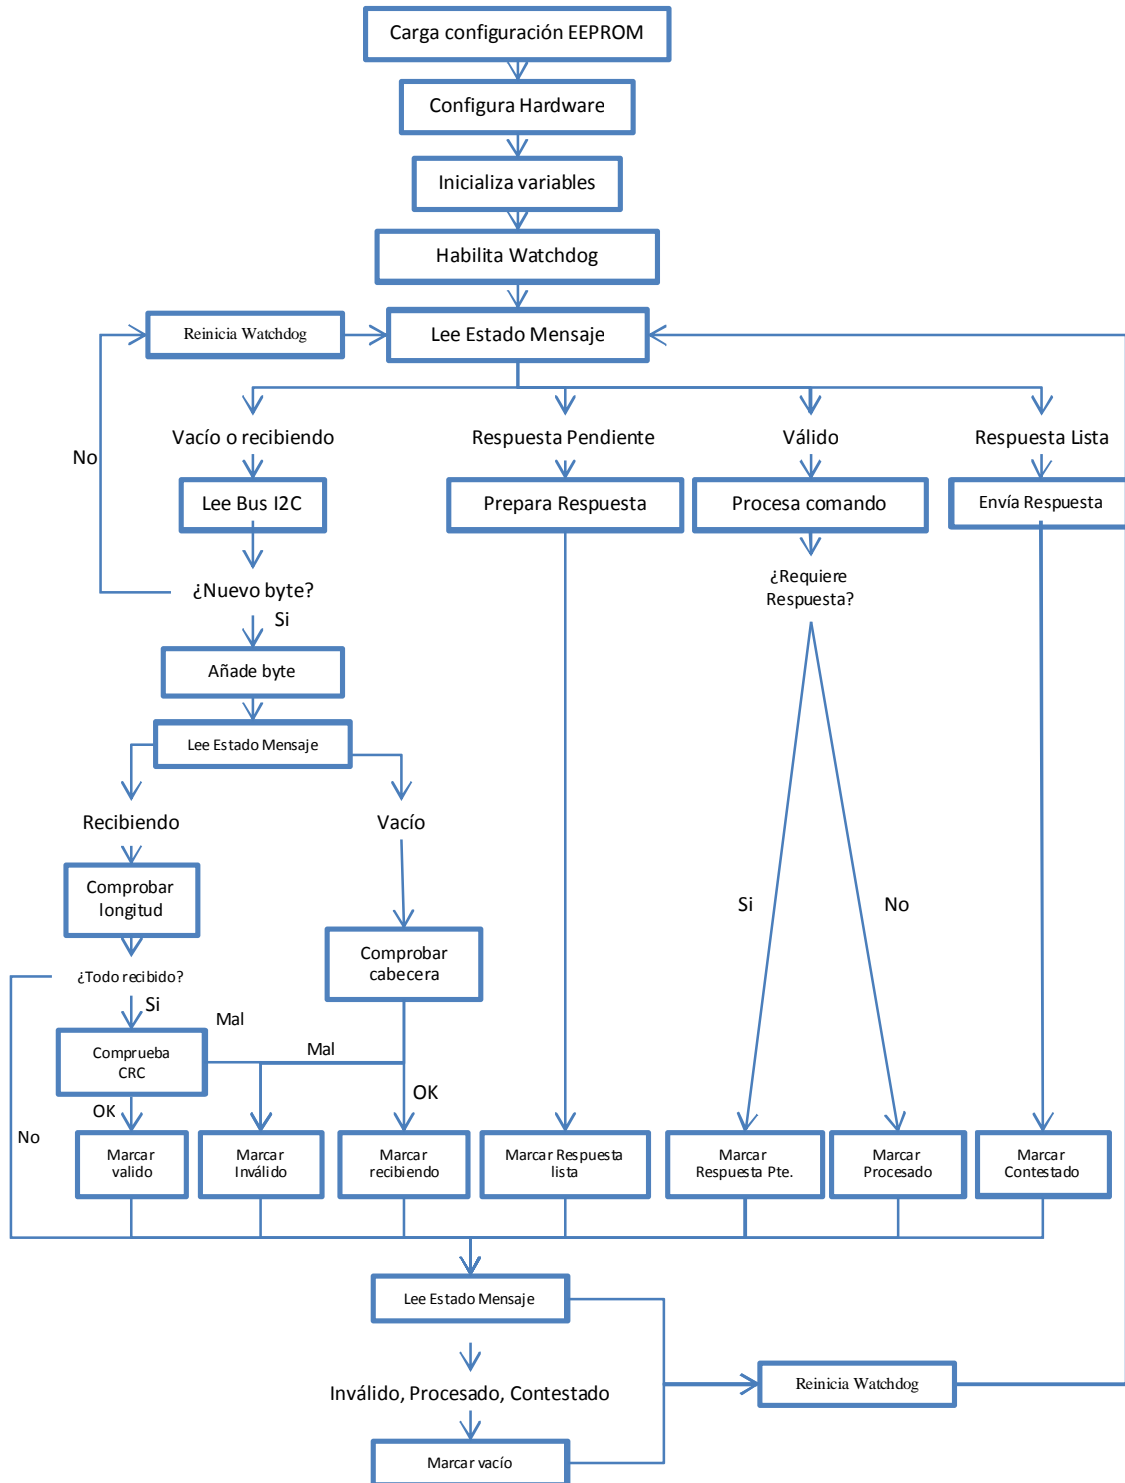 Carga configuración EEPROM
Configura Hardware
Inicializa variables
Habilita Watchdog
Reinicia Watchdog
Lee Estado Mensaje
No
Vacío o recibiendo
Respuesta Pendiente
Válido
Respuesta Lista
Lee Bus I2C
Prepara Respuesta
Procesa comando
Envía Respuesta
¿Nuevo byte?
¿Requiere
Respuesta?
Si
Añade byte
Lee Estado Mensaje
Recibiendo
Vacío
Comprobar
longitud
Si
No
Comprobar
cabecera
¿Todo recibido?
Si
Mal
Mal
Comprueba
CRC
OK
OK
No
Marcar
valido
Marcar
Inválido
Marcar
recibiendo
Marcar Respuesta
lista
Marcar
Respuesta Pte.
Marcar
Procesado
Marcar
Contestado
Lee Estado Mensaje
Inválido, Procesado, Contestado
Reinicia Watchdog
Marcar vacío